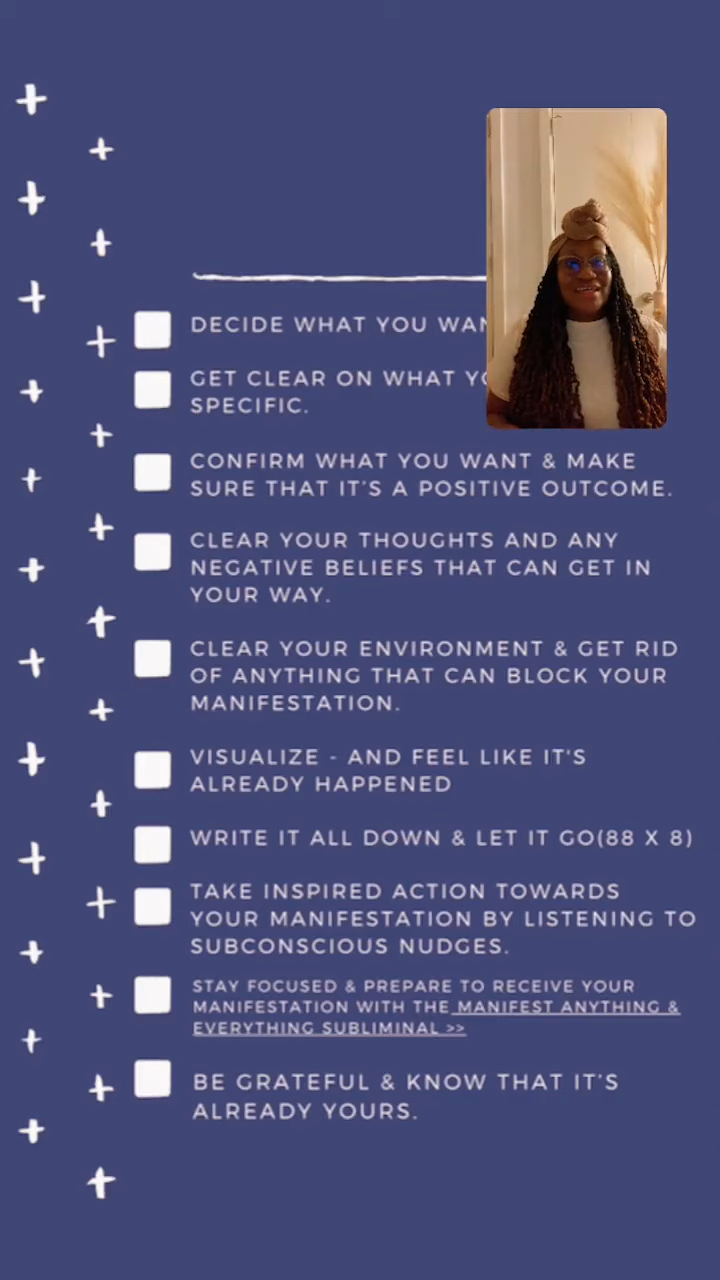 DECIDE WHAT YOU
GET CLEAR ON WHAT
SPECIFIC.
CONFIRM WHAT YOU WANT & MAKE
SURE THAT IT'S A POSITIVE OUTCOME.
CLEAR YOUR THOUGHTS AND ANY
NEGATIVE BELIEFS THAT CAN GET IN
YOUR WAY.
CLEAR YOUR ENVIRONMENT & GET RID
OF ANYTHING THAT CAN BLOCK YOUR
MANIFESTATION.
VISUALIZE - AND FEEL LIKE IT'S
ALREADY HAPPENED
WRITE IT ALL DOWN & LET IT GO(88 X 8)
TAKE INSPIRED ACTION TOWARDS
YOUR MANIFESTATION BY LISTENING TO
SUBCONSCIOUS NUDGES.
STAY FOCUSED & PREPARE TO RECEIVE YOUR
MANIFESTATION WITH THE MANIFEST ANYTHING &
EVERYTHING SUBLIMINAL >>
BE GRATEFUL & KNOW THAT IT'S
ALREADY YOURS.